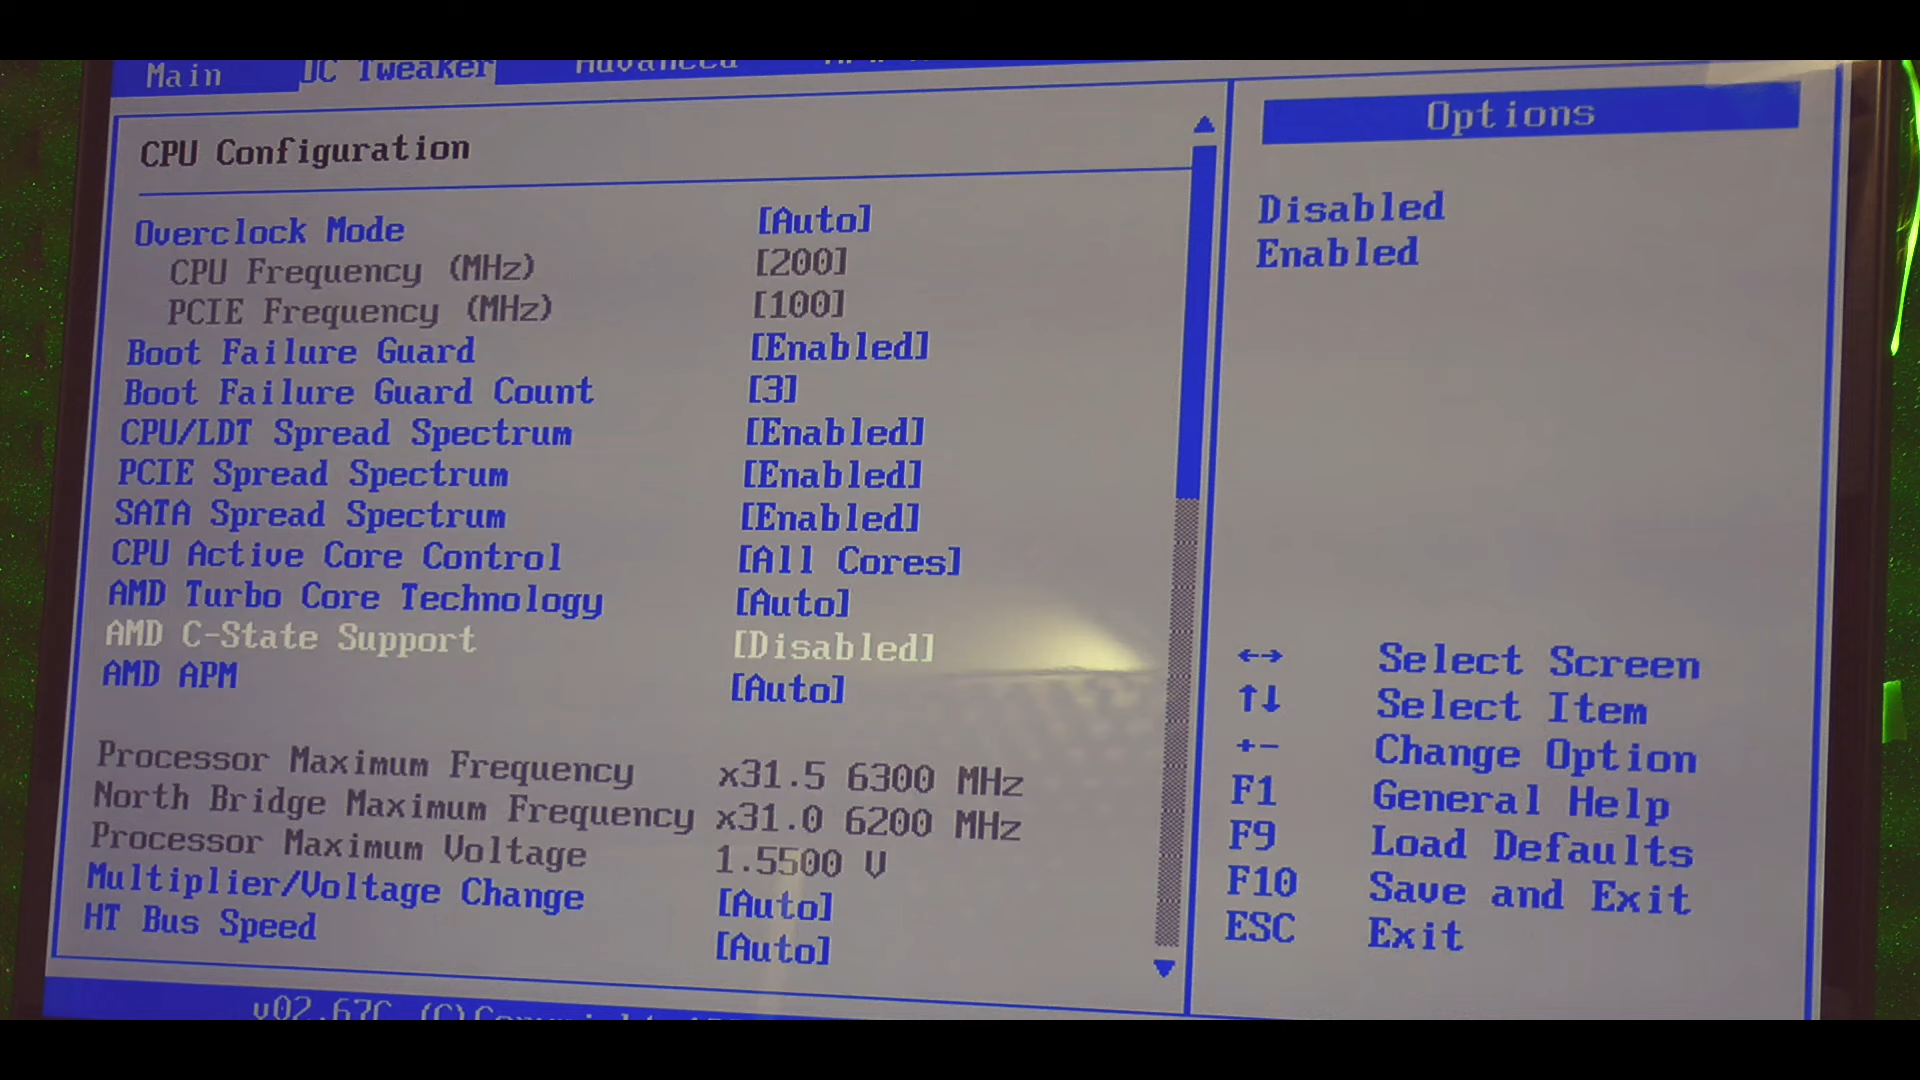 Main OC Tweaker Advanced
CPU Configuration
Overclock Mode [Auto]
CPU Frequency (MHz) [200]
PCIE Frequency (MHz) [100]
Boot Failure Guard [Enabled]
Boot Failure Guard Count [3]
CPU/LDT Spread Spectrum [Enabled]
PCIE Spread Spectrum [Enabled]
SATA Spread Spectrum [Enabled]
CPU Active Core Control [All Cores]
AMD Turbo Core Technology [Auto]
AMD C-State Support [Disabled]
AMD APM [Auto]
Processor Maximum Frequency x31.5 6300 MHz
North Bridge Maximum Frequency x31.0 6200 MHz
Processor Maximum Voltage 1.5500 V
Multiplier/Voltage Change [Auto]
HT Bus Speed [Auto]
Options
Disabled
Enabled
←→ Select Screen
↑↓ Select Item
+- Change Option
F1 General Help
F9 Load Defaults
F10 Save and Exit
ESC Exit
v02.67C (C)Copyright